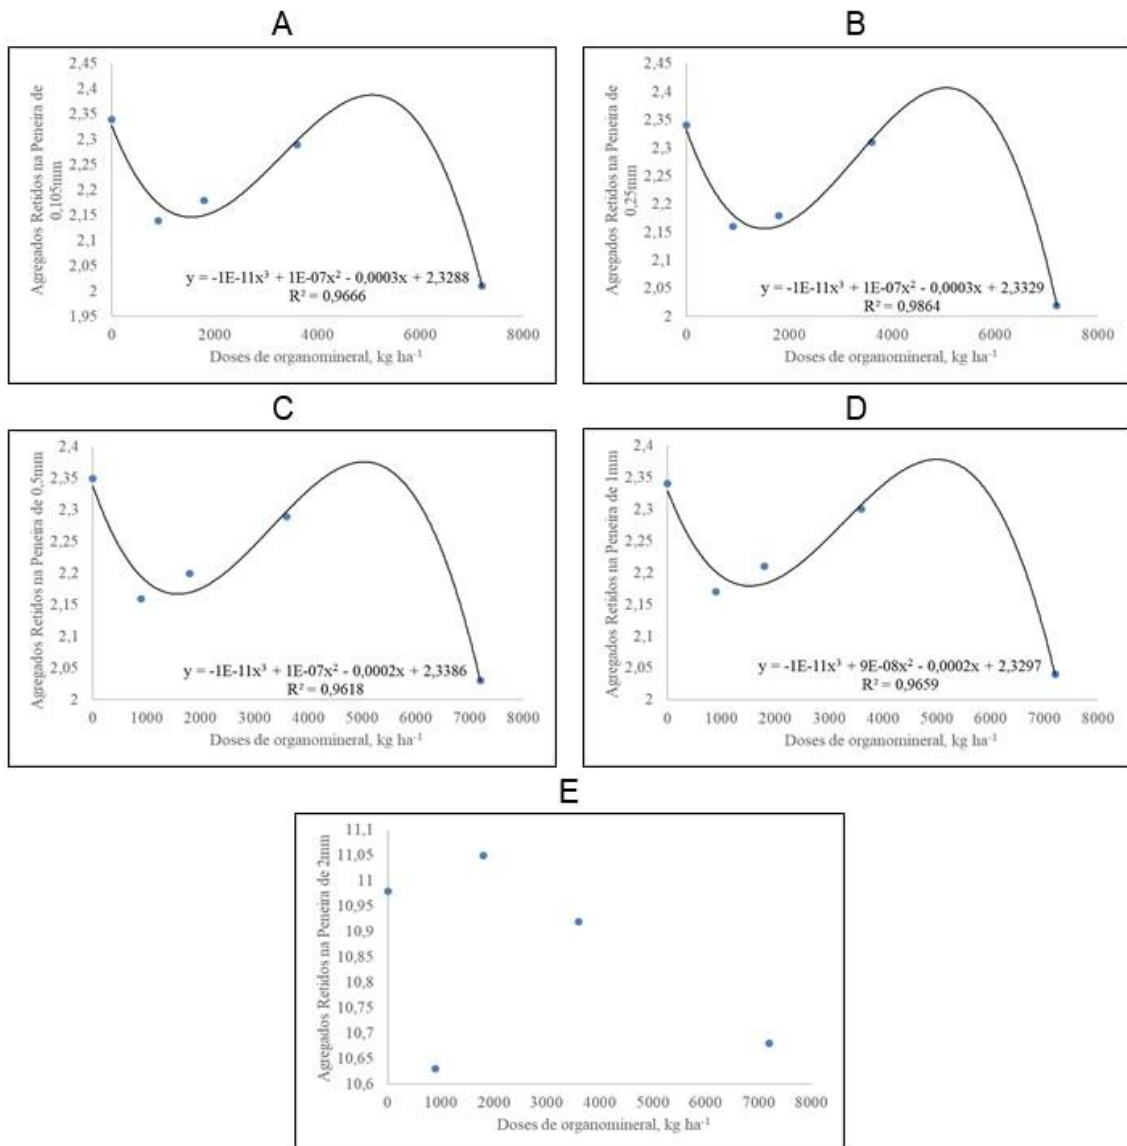 A
Agregados Retidos na Peneira de
0,105mm
2,45
2,4
2,35
2,3
2,25
2,2
2,15
2,1
2,05
2
1,95
y = -1E-11x³ + 1E-07x² - 0,0003x + 2,3288
R² = 0,9666
0 2000 4000 6000 8000
Doses de organomineral, kg ha⁻¹
B
Agregados Retidos na Peneira de
0,25mm
2,45
2,4
2,35
2,3
2,25
2,2
2,15
2,1
2,05
2
y = -1E-11x³ + 1E-07x² - 0,0003x + 2,3329
R² = 0,9864
0 2000 4000 6000 8000
Doses de organomineral, kg ha⁻¹
C
Agregados Retidos na Peneira de 0,5mm
2,4
2,35
2,3
2,25
2,2
2,15
2,1
2,05
2
y = -1E-11x³ + 1E-07x² - 0,0002x + 2,3386
R² = 0,9618
0 1000 2000 3000 4000 5000 6000 7000 8000
Doses de organomineral, kg ha⁻¹
D
Agregados Retidos na Peneira de 1mm
2,4
2,35
2,3
2,25
2,2
2,15
2,1
2,05
2
y = -1E-11x³ + 9E-08x² - 0,0002x + 2,3297
R² = 0,9659
0 1000 2000 3000 4000 5000 6000 7000 8000
Doses de organomineral, kg ha⁻¹
E
Agregados Retidos na Peneira de 2mm
11,1
11,05
11
10,95
10,9
10,85
10,8
10,75
10,7
10,65
10,6
0 1000 2000 3000 4000 5000 6000 7000 8000
Doses de organomineral, kg ha⁻¹